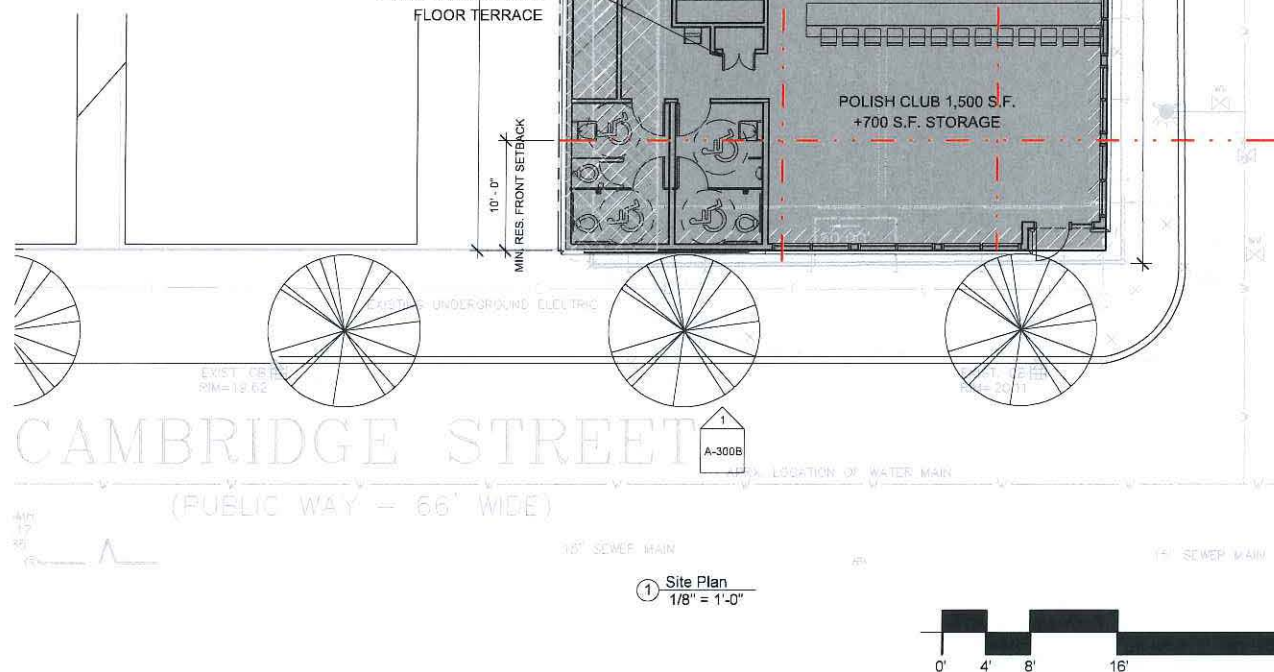 FLOOR TERRACE
POLISH CLUB 1,500 S.F.
+700 S.F. STORAGE
10' - 0"
MIN. RES. FRONT SETBACK
EXISTING UNDERGROUND ELECTRIC
EXIST. CB
RIM=19.62
EXIST. CB
CAMBRIDGE STREET
1
A-300B
LOCATION OF WATER MAIN
(PUBLIC WAY - 66' WIDE)
SEWER MAIN
SEWER MAIN
1 Site Plan
1/8" = 1'-0"
0' 4' 8' 16'